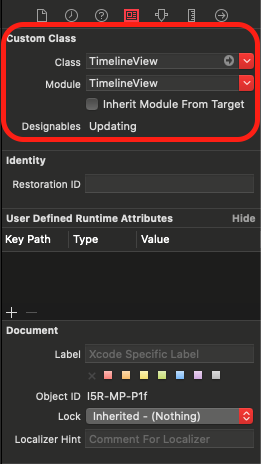 Custom Class
Class TimelineView
Module TimelineView
Inherit Module From Target
Designables Updating
Identity
Restoration ID
User Defined Runtime Attributes Hide
Key Path Type Value
Document
Label Xcode Specific Label
Object ID I5R-MP-P1f
Lock Inherited - (Nothing)
Localizer Hint Comment For Localizer